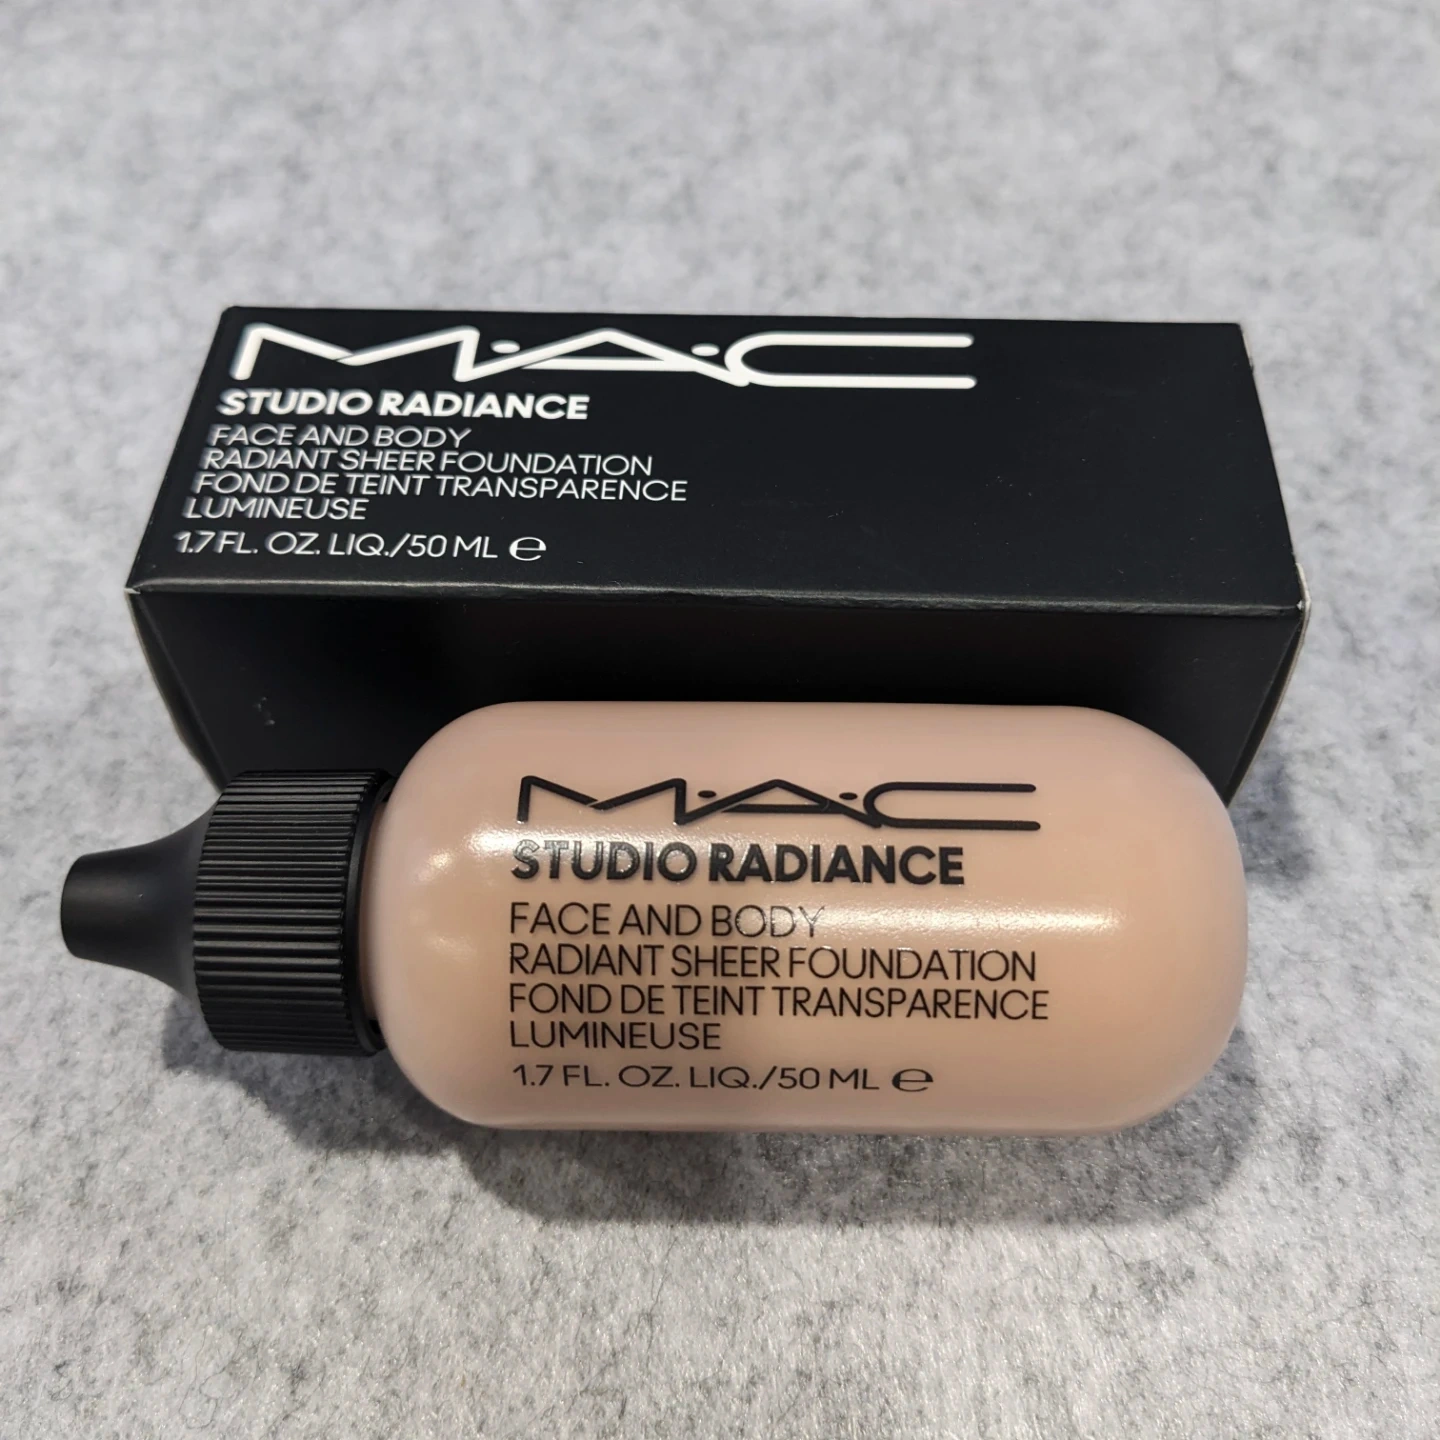 M·A·C
STUDIO RADIANCE
FACE AND BODY
RADIANT SHEER FOUNDATION
FOND DE TEINT TRANSPARENCE
LUMINEUSE
1.7 FL. OZ. LIQ./50 ML ℮
M·A·C
STUDIO RADIANCE
FACE AND BODY
RADIANT SHEER FOUNDATION
FOND DE TEINT TRANSPARENCE
LUMINEUSE
1.7 FL. OZ. LIQ./50 ML ℮